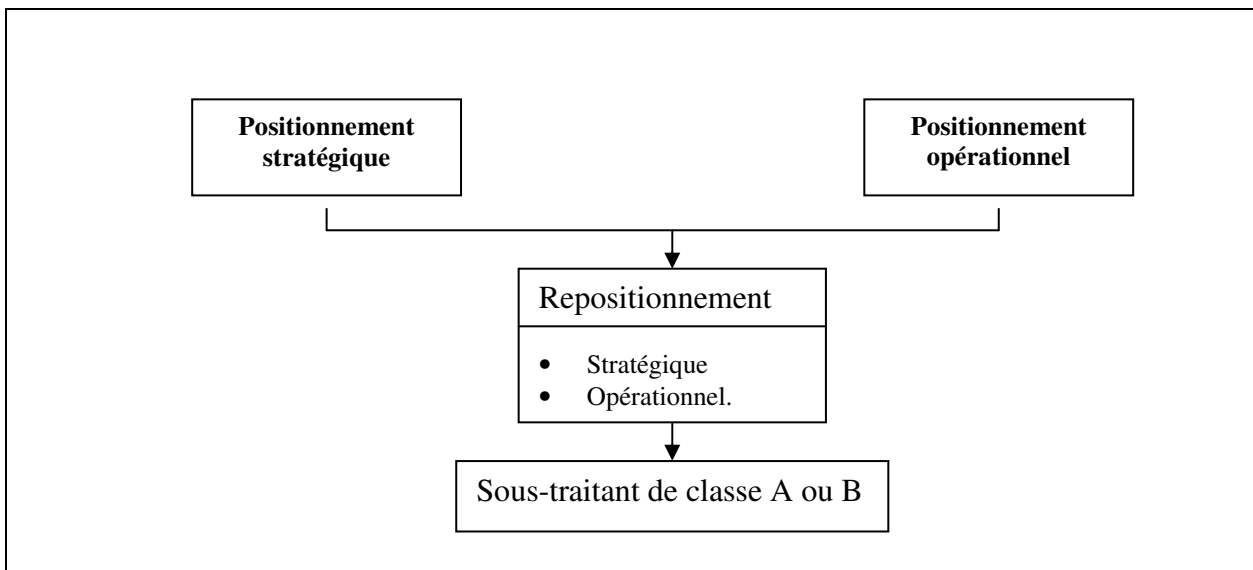 Positionnement
stratégique
Positionnement
opérationnel
Repositionnement
• Stratégique
• Opérationnel.
Sous-traitant de classe A ou B